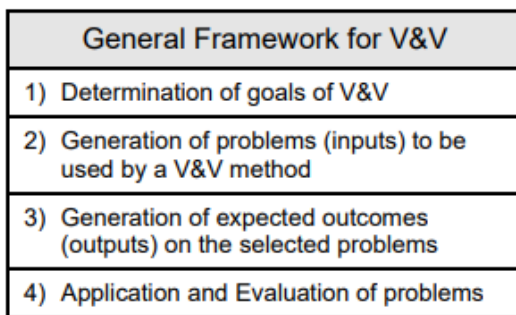 General Framework for V&V
1) Determination of goals of V&V
2) Generation of problems (inputs) to be
used by a V&V method
3) Generation of expected outcomes
(outputs) on the selected problems
4) Application and Evaluation of problems